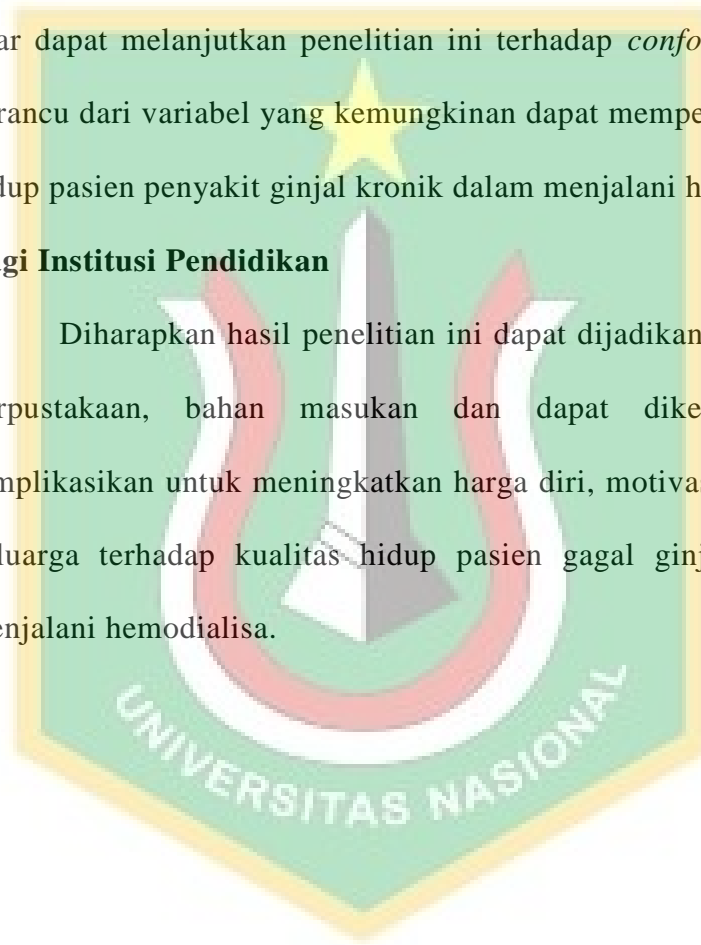 ar dapat melanjutkan penelitian ini terhadap confo
rancu dari variabel yang kemungkinan dapat mempe
dup pasien penyakit ginjal kronik dalam menjalani h
gi Institusi Pendidikan
Diharapkan hasil penelitian ini dapat dijadikan
rpustakaan, bahan masukan dan dapat dike
mplikasikan untuk meningkatkan harga diri, motivas
luarga terhadap kualitas hidup pasien gagal ginj
enjalani hemodialisa.
UNIVERSITAS NASIONAL